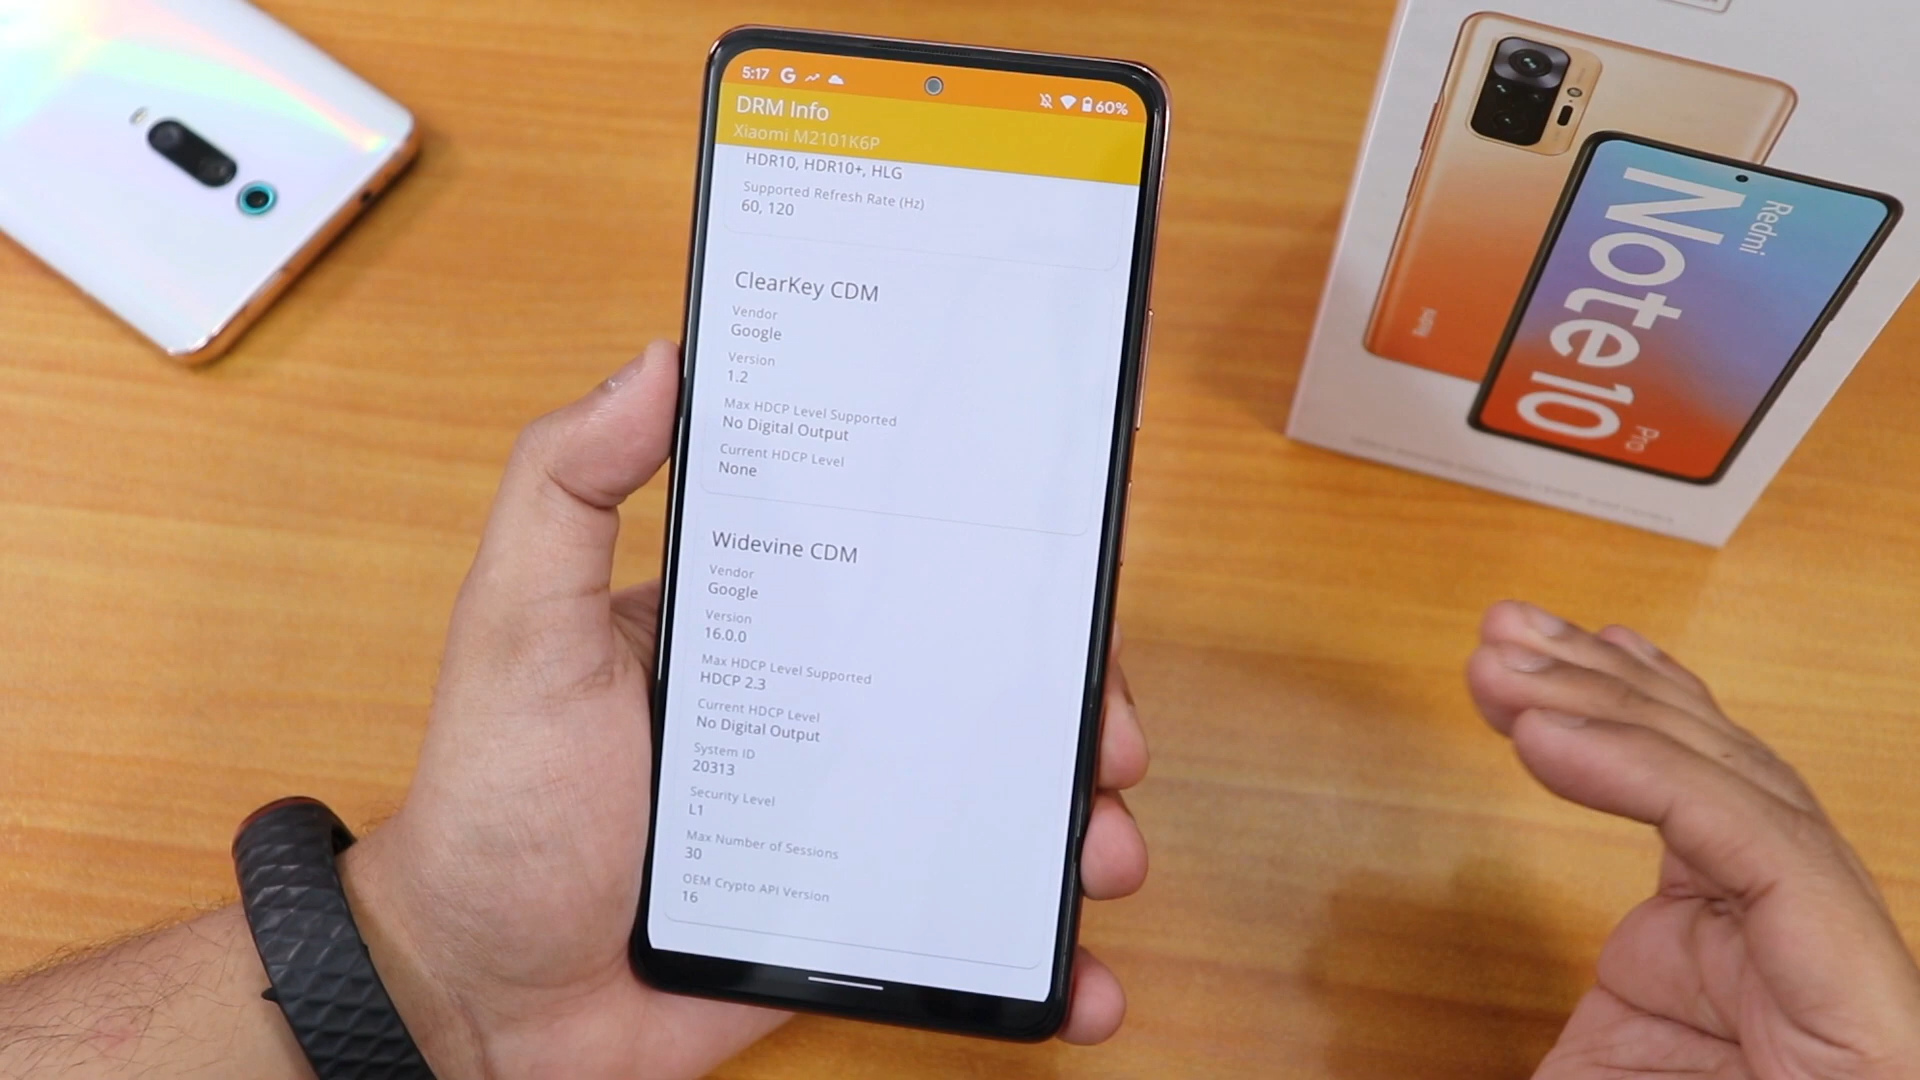 5:17
60%
DRM Info
Xiaomi M2101K6P
HDR10, HDR10+, HLG
Supported Refresh Rate (Hz)
60, 120
ClearKey CDM
Vendor
Google
Version
1.2
Max HDCP Level Supported
No Digital Output
Current HDCP Level
None
Widevine CDM
Vendor
Google
Version
16.0.0
Max HDCP Level Supported
HDCP 2.3
Current HDCP Level
No Digital Output
System ID
20313
Security Level
L1
Max Number of Sessions
30
OEM Crypto API Version
16
Redmi
Note10
Pro